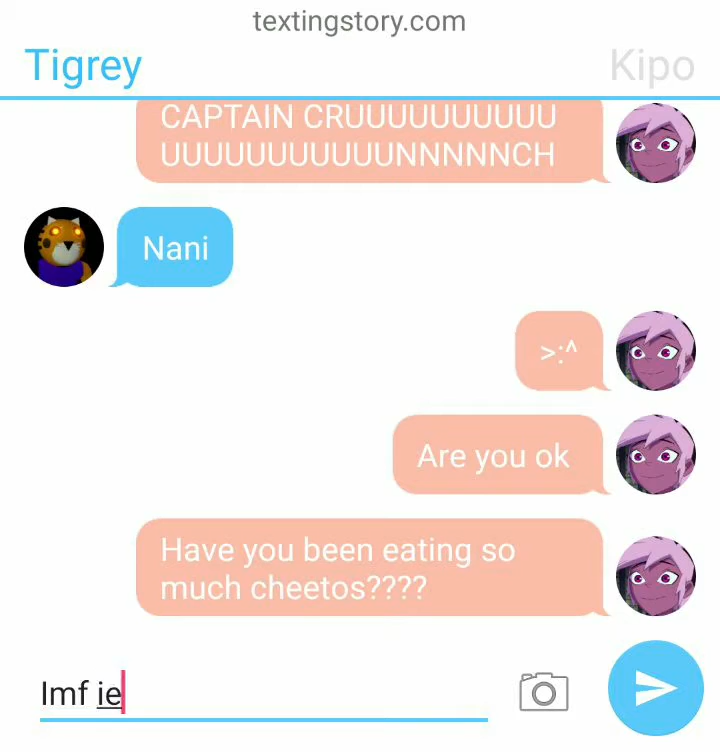 textingstory.com
Tigrey
Kipo
CAPTAIN CRUUUUUUUUUU
UUUUUUUUUUUNNNNNCH
Nani
>:^
Are you ok
Have you been eating so
much cheetos????
Imf ie